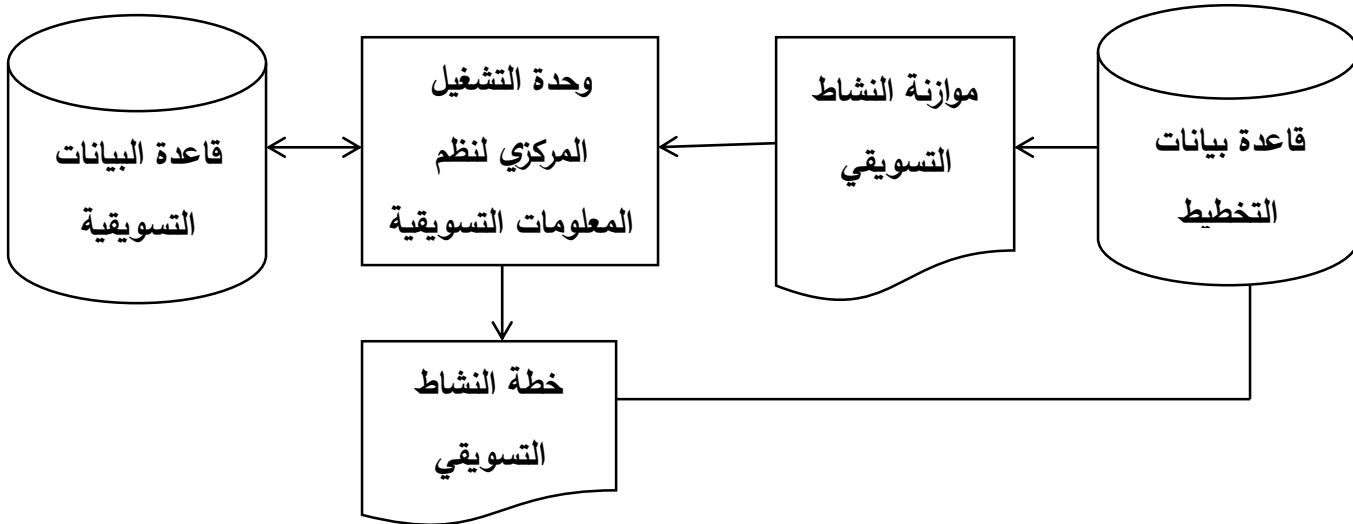 قاعدة بيانات
التخطيط
موازنة النشاط
التسويقي
وحدة التشغيل
المركزي لنظم
المعلومات التسويقية
قاعدة البيانات
التسويقية
خطة النشاط
التسويقي